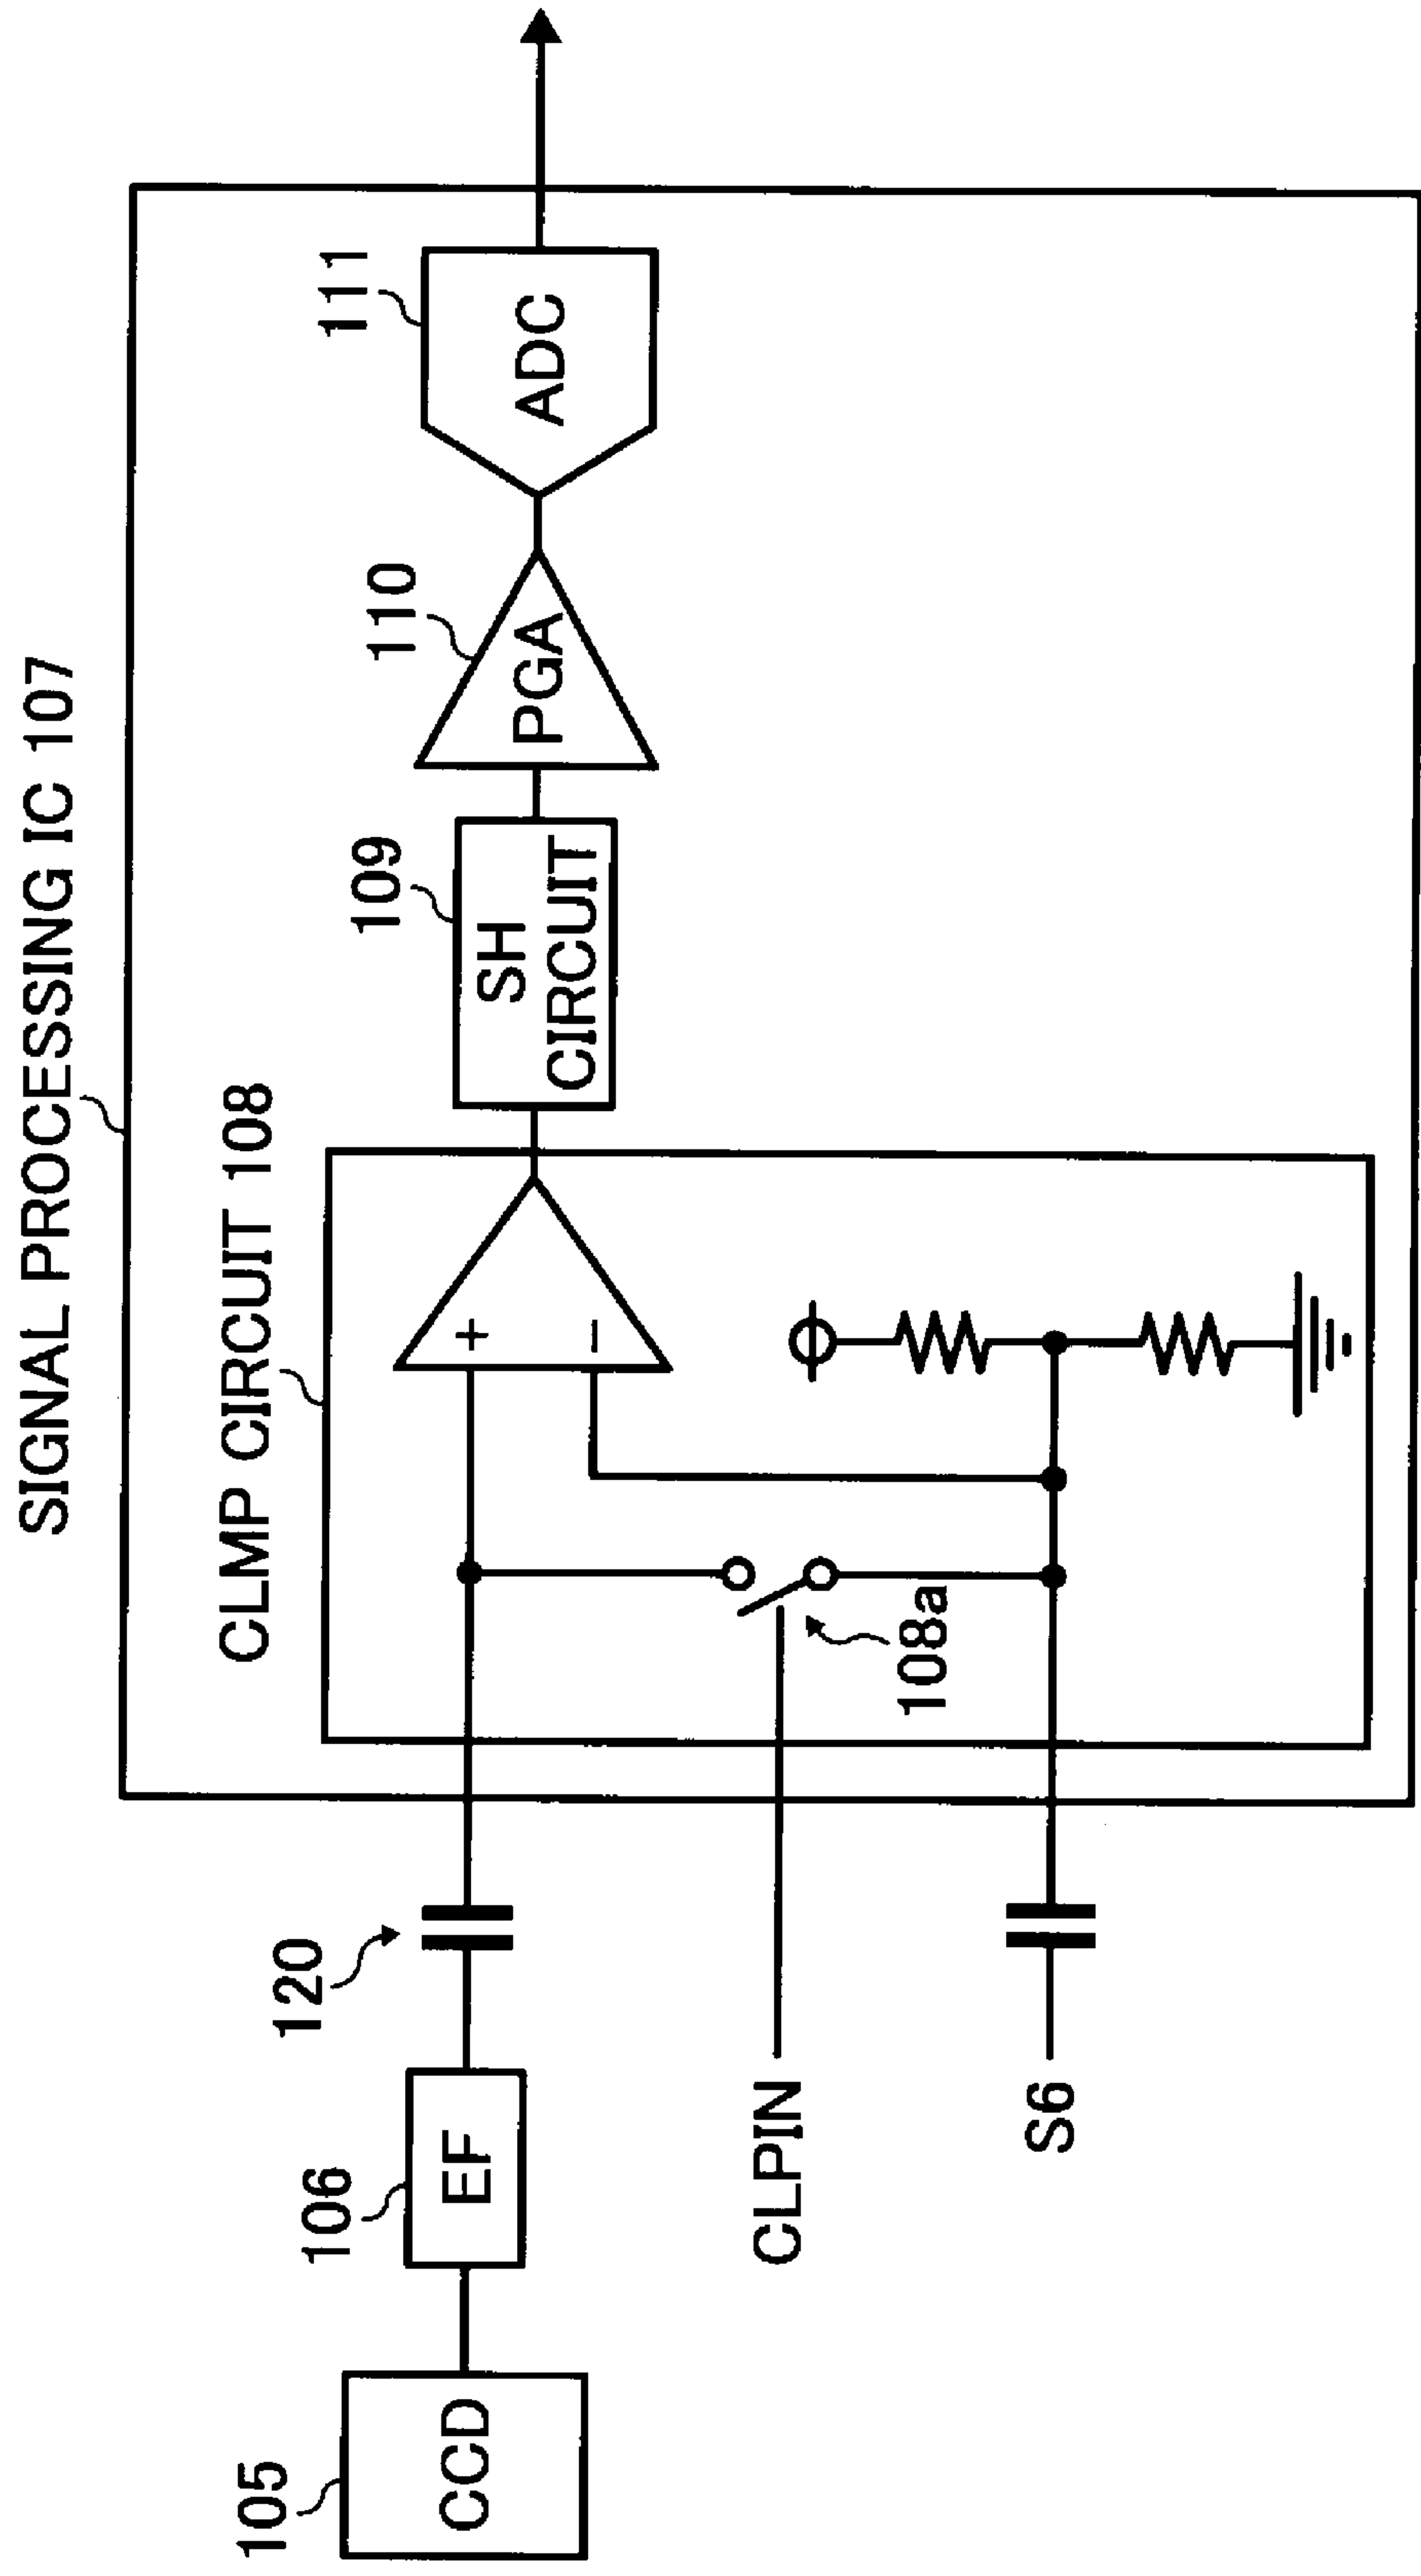 SIGNAL PROCESSING IC 107
CLMP CIRCUIT 108
105
CCD
106
EF
120
+
−
109
SH
CIRCUIT
110
PGA
111
ADC
CLPIN
108a
S6